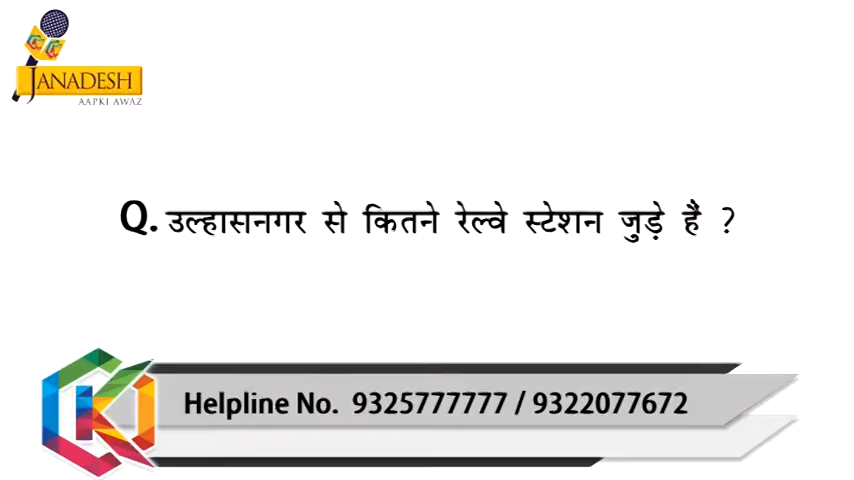 JANADESH
AAPKI AWAZ
Q. उल्हासनगर से कितने रेल्वे स्टेशन जुड़े हैं ?
Helpline No. 9325777777 / 9322077672